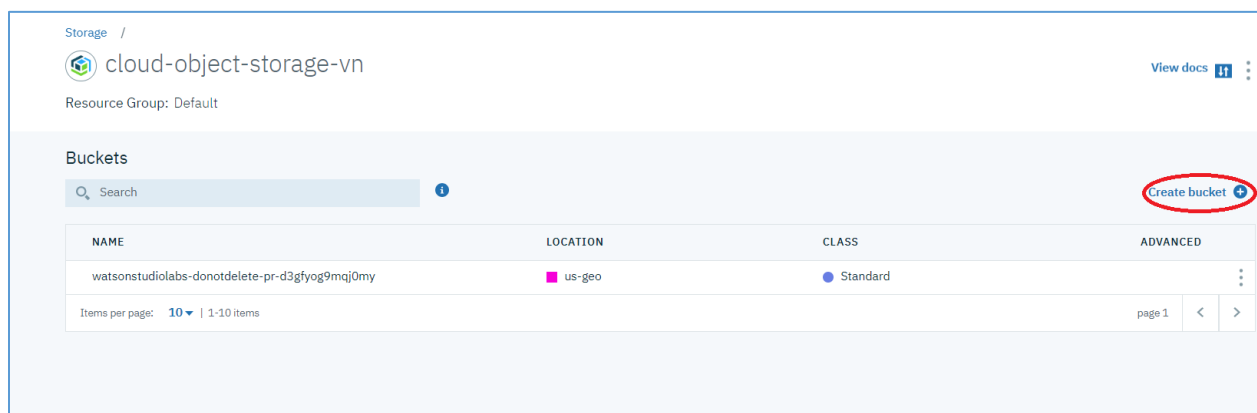 Storage /
cloud-object-storage-vn
View docs
Resource Group: Default
Buckets
Search
Create bucket
NAME LOCATION CLASS ADVANCED
watsonstudiolabs-donotdelete-pr-d3gfyog9mqj0my us-geo Standard
Items per page: 10 | 1-10 items page 1